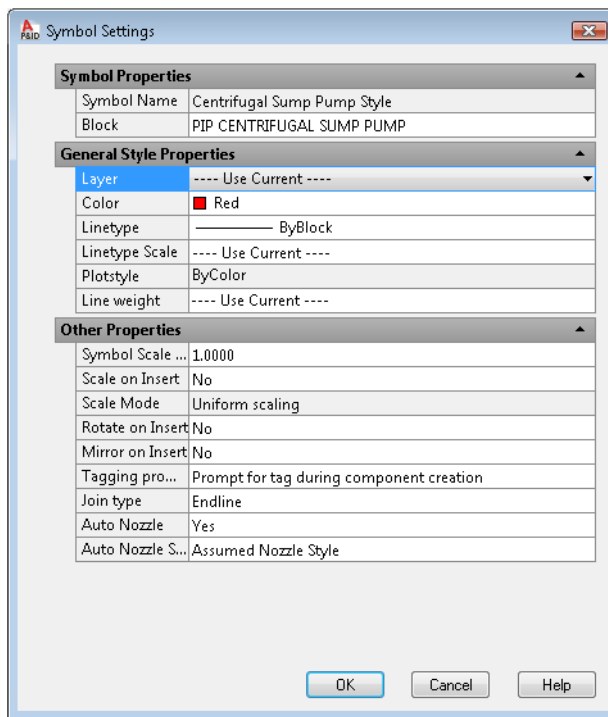 P&ID Symbol Settings
Symbol Properties
Symbol Name Centrifugal Sump Pump Style
Block PIP CENTRIFUGAL SUMP PUMP
General Style Properties
Layer ---- Use Current ----
Color Red
Linetype ByBlock
Linetype Scale ---- Use Current ----
Plotstyle ByColor
Line weight ---- Use Current ----
Other Properties
Symbol Scale ... 1.0000
Scale on Insert No
Scale Mode Uniform scaling
Rotate on Insert No
Mirror on Insert No
Tagging pro... Prompt for tag during component creation
Join type Endline
Auto Nozzle Yes
Auto Nozzle S... Assumed Nozzle Style
OK Cancel Help